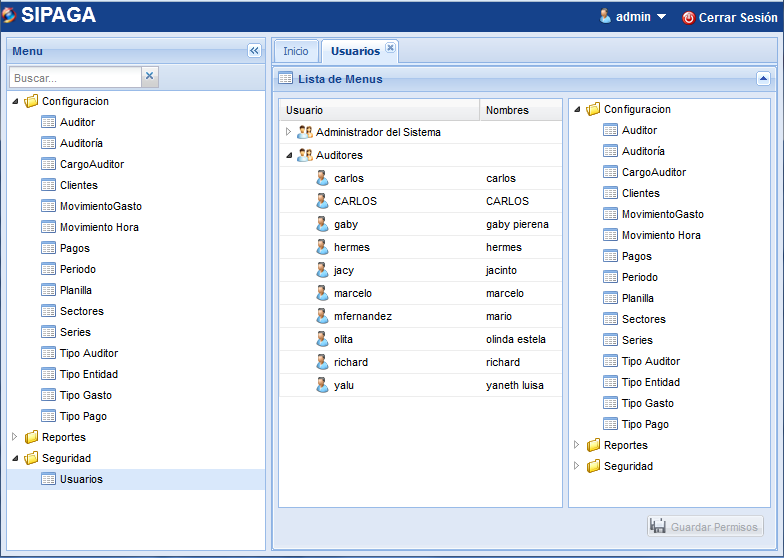 SIPAGA
admin
Cerrar Sesión
Menu
Buscar...
Configuracion
Auditor
Auditoría
CargoAuditor
Clientes
MovimientoGasto
Movimiento Hora
Pagos
Periodo
Planilla
Sectores
Series
Tipo Auditor
Tipo Entidad
Tipo Gasto
Tipo Pago
Reportes
Seguridad
Usuarios
Inicio Usuarios
Lista de Menus
Usuario Nombres
Administrador del Sistema
Auditores
carlos carlos
CARLOS CARLOS
gaby gaby pierena
hermes hermes
jacy jacinto
marcelo marcelo
mfernandez mario
olita olinda estela
richard richard
yalu yaneth luisa
Configuracion
Auditor
Auditoría
CargoAuditor
Clientes
MovimientoGasto
Movimiento Hora
Pagos
Periodo
Planilla
Sectores
Series
Tipo Auditor
Tipo Entidad
Tipo Gasto
Tipo Pago
Reportes
Seguridad
Guardar Permisos